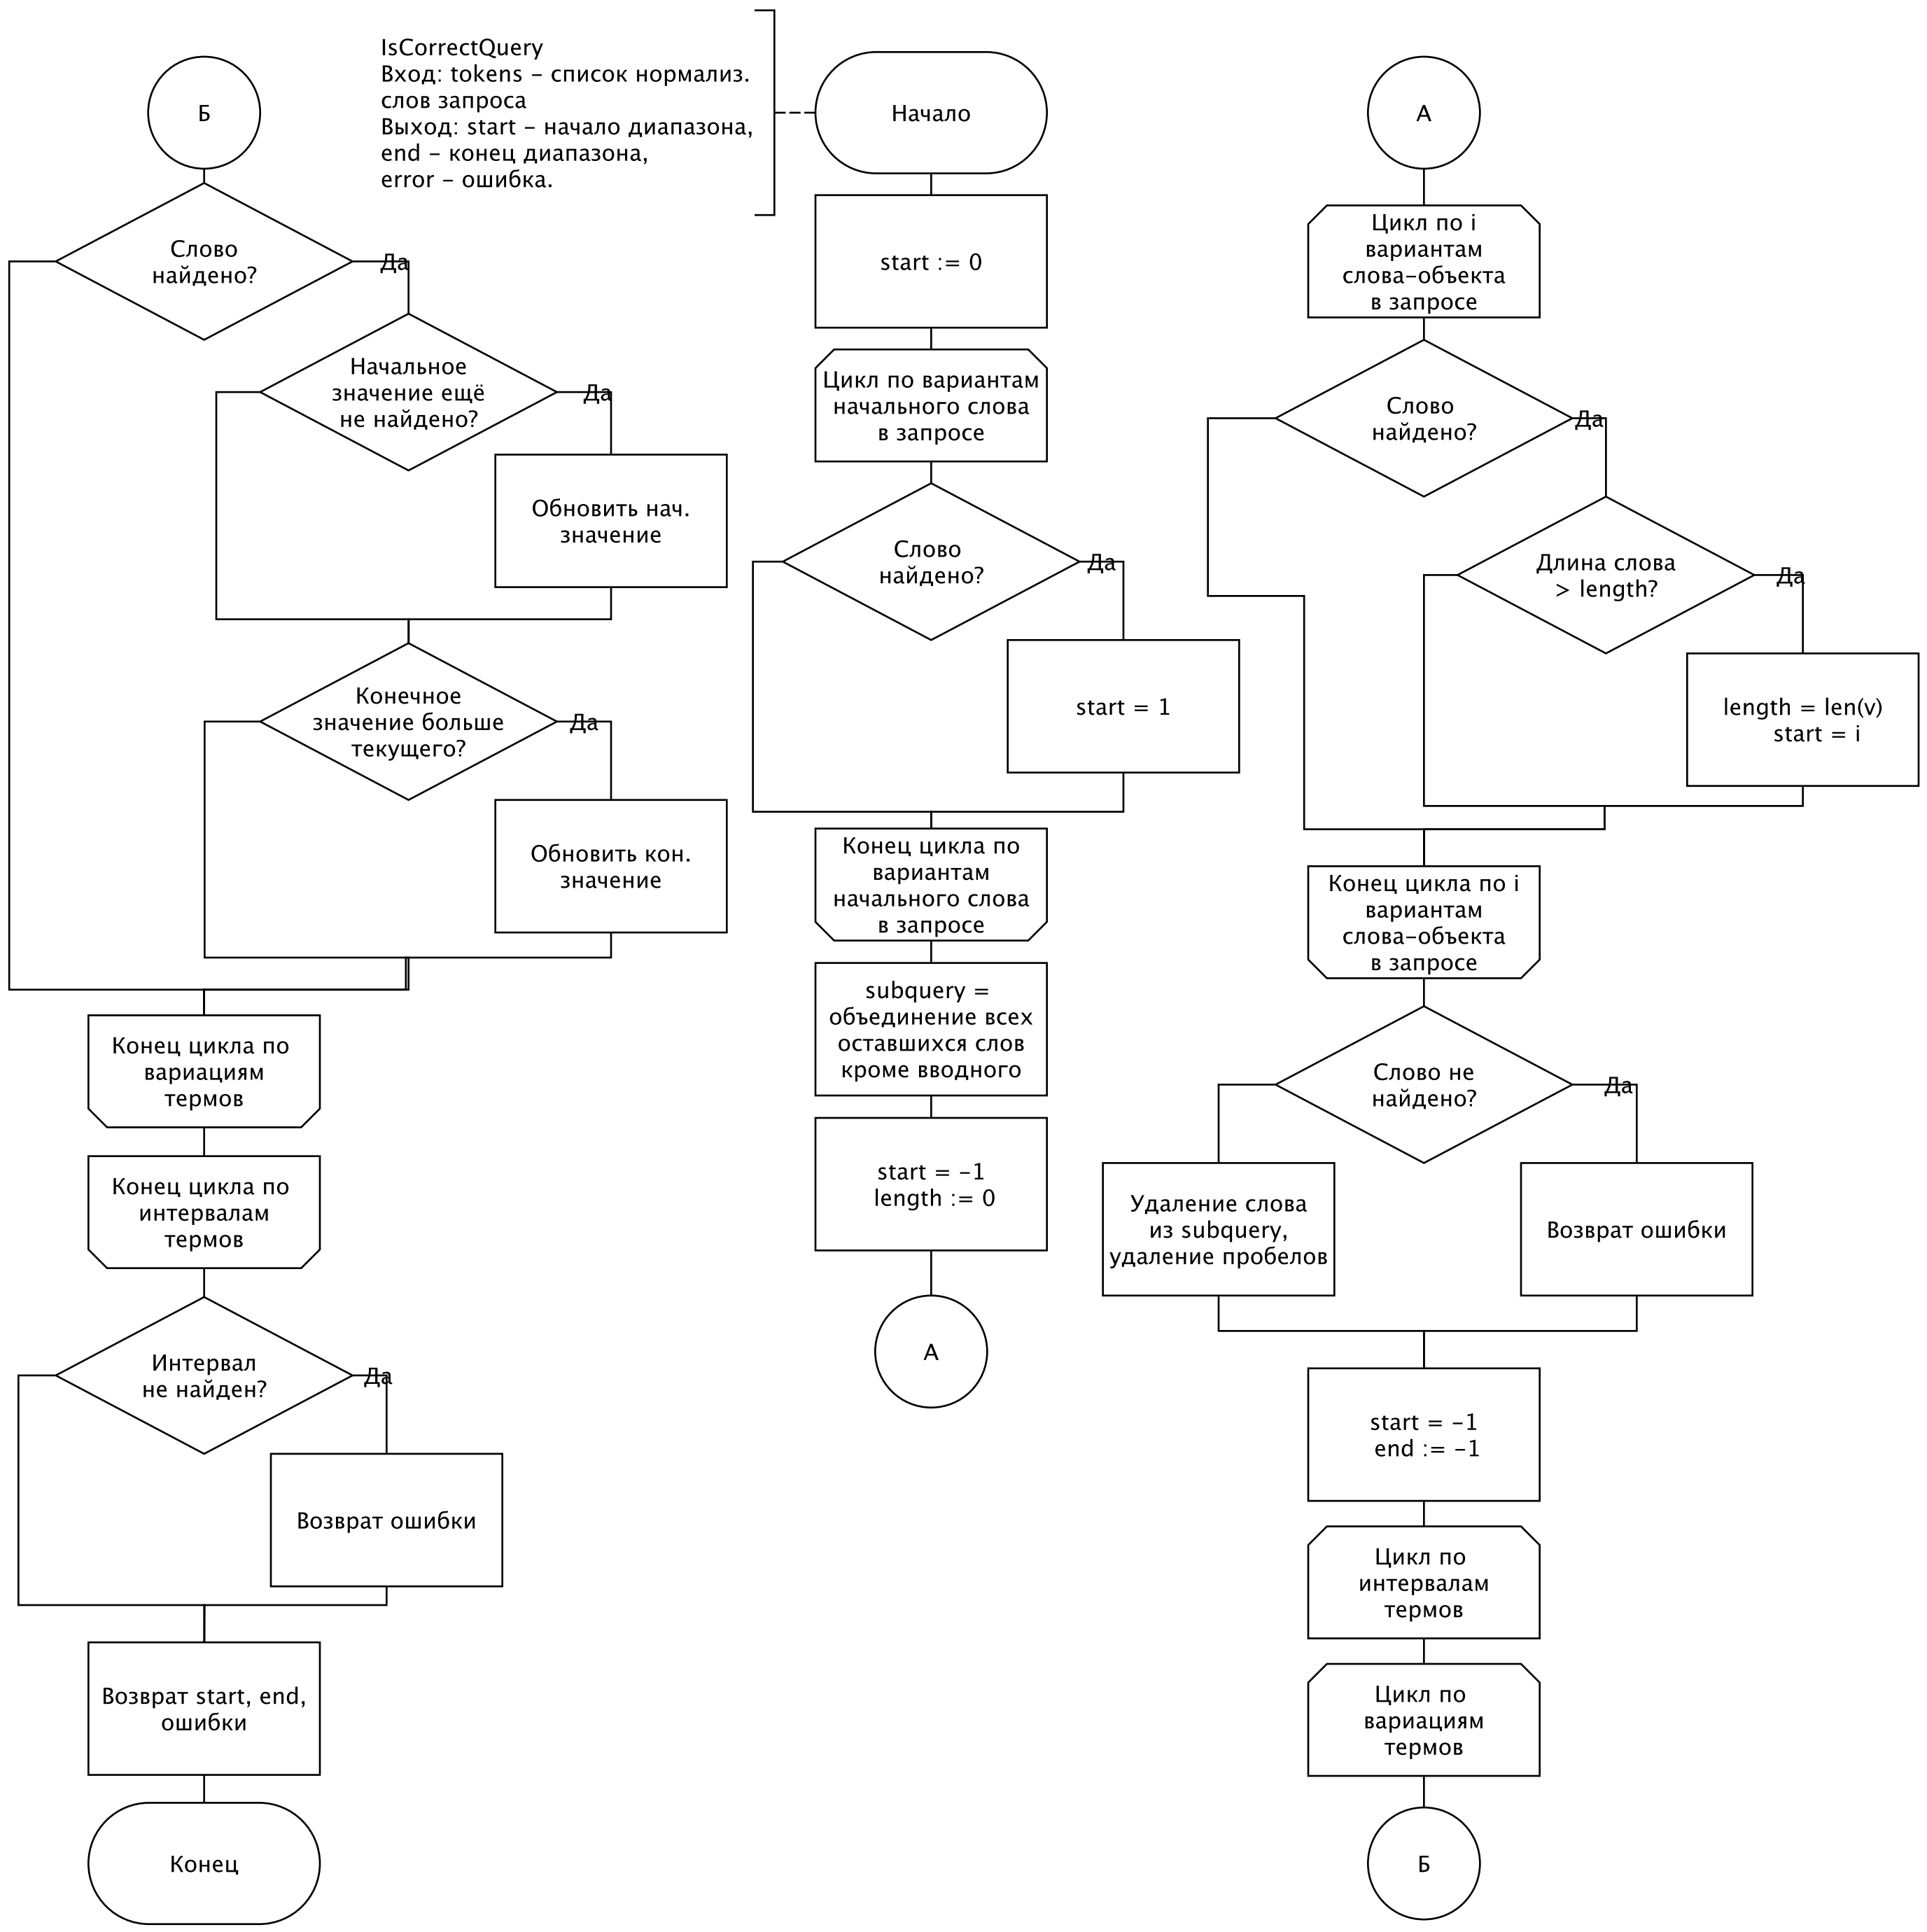 Б
Слово
найдено?
Да
Начальное
значение ещё
не найдено?
Да
Обновить нач.
значение
Конечное
значение больше
текущего?
Да
Обновить кон.
значение
Конец цикла по
вариациям
термов
Конец цикла по
интервалам
термов
Интервал
не найден?
Да
Возврат ошибки
Возврат start, end,
ошибки
Конец
IsCorrectQuery
Вход: tokens – список нормализ.
слов запроса
Выход: start – начало диапазона,
end – конец диапазона,
error – ошибка.
Начало
start := 0
Цикл по вариантам
начального слова
в запросе
Слово
найдено?
Да
start = 1
Конец цикла по
вариантам
начального слова
в запросе
subquery =
объединение всех
оставшихся слов
кроме вводного
start = -1
length := 0
А
А
Цикл по i
вариантам
слова-объекта
в запросе
Слово
найдено?
Да
Длина слова
> length?
Да
length = len(v)
start = i
Конец цикла по i
вариантам
слова-объекта
в запросе
Слово не
найдено?
Да
Удаление слова
из subquery,
удаление пробелов
Возврат ошибки
start = -1
end := -1
Цикл по
интервалам
термов
Цикл по
вариациям
термов
Б